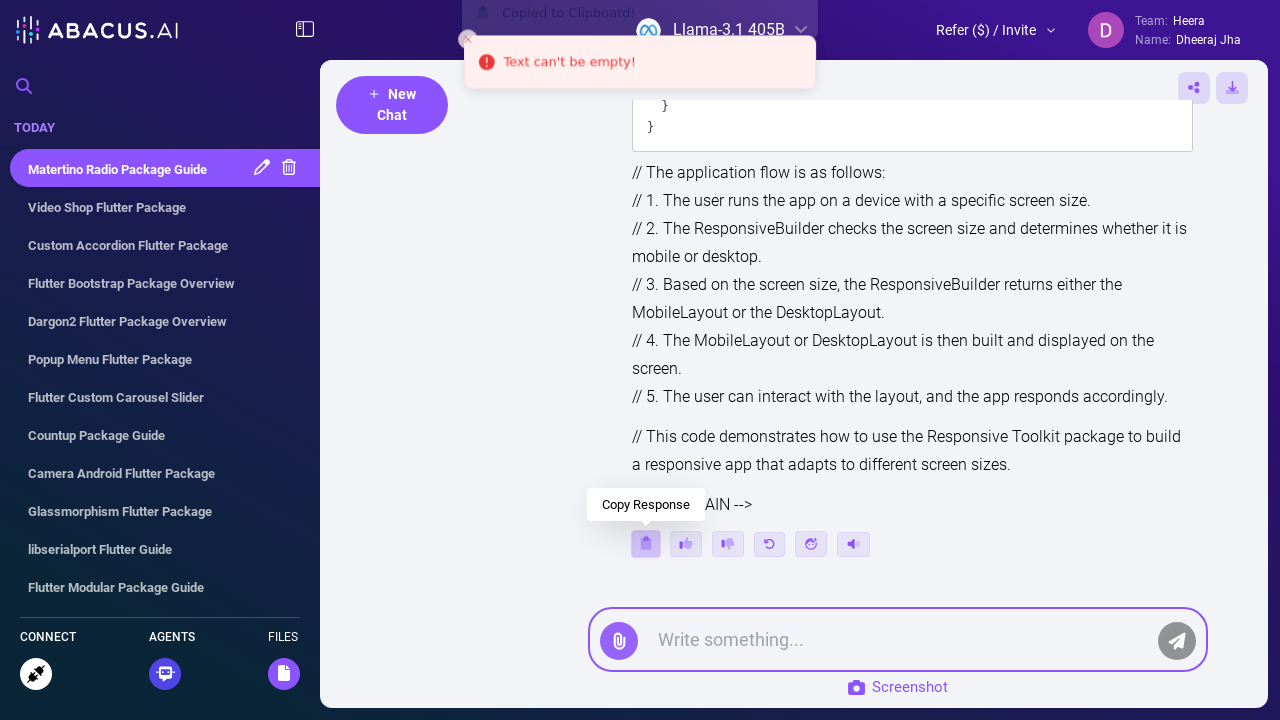 ABACUS.AI
Copied to Clipboard!
Llama-3.1 405B
Refer ($) / Invite
D
Team: Heera
Name: Dheeraj Jha
Text can't be empty!
+ New
Chat
TODAY
Matertino Radio Package Guide
Video Shop Flutter Package
Custom Accordion Flutter Package
Flutter Bootstrap Package Overview
Dargon2 Flutter Package Overview
Popup Menu Flutter Package
Flutter Custom Carousel Slider
Countup Package Guide
Camera Android Flutter Package
Glassmorphism Flutter Package
libserialport Flutter Guide
Flutter Modular Package Guide
CONNECT
AGENTS
FILES
}
}
// The application flow is as follows:
// 1. The user runs the app on a device with a specific screen size.
// 2. The ResponsiveBuilder checks the screen size and determines whether it is
mobile or desktop.
// 3. Based on the screen size, the ResponsiveBuilder returns either the
MobileLayout or the DesktopLayout.
// 4. The MobileLayout or DesktopLayout is then built and displayed on the
screen.
// 5. The user can interact with the layout, and the app responds accordingly.
// This code demonstrates how to use the Responsive Toolkit package to build
a responsive app that adapts to different screen sizes.
Copy Response
AIN -->
Write something...
Screenshot